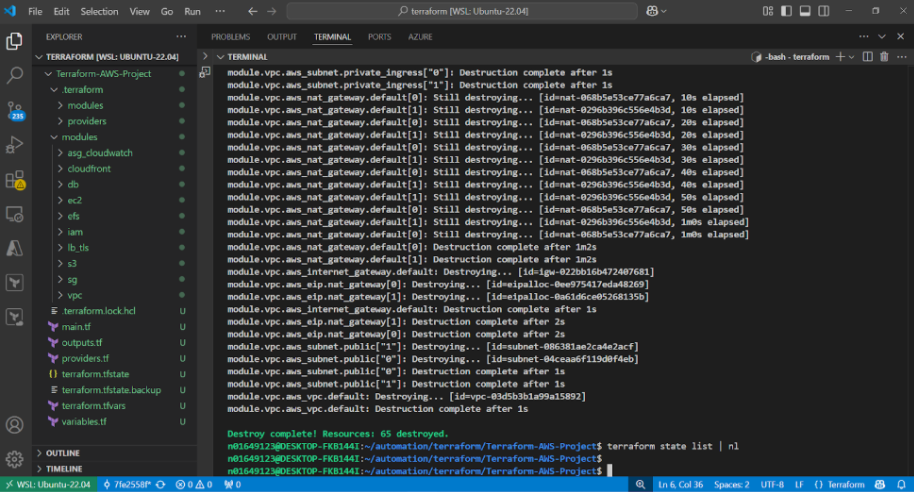 File Edit Selection View Go Run ... terraform [WSL: Ubuntu-22.04]
EXPLORER ...
TERRAFORM [WSL: UBUNTU-22.04]
Terraform-AWS-Project
.terraform
modules
providers
modules
asg_cloudwatch
cloudfront
db
ec2
efs
iam
lb_tls
s3
sg
vpc
.terraform.lock.hcl U
main.tf U
outputs.tf U
providers.tf U
terraform.tfstate U
terraform.tfstate.backup U
terraform.tfvars U
variables.tf U
OUTLINE
TIMELINE
235
PROBLEMS OUTPUT TERMINAL PORTS AZURE
TERMINAL -bash - terraform
module.vpc.aws_subnet.private_ingress["0"]: Destruction complete after 1s
module.vpc.aws_subnet.private_ingress["1"]: Destruction complete after 1s
module.vpc.aws_nat_gateway.default[0]: Still destroying... [id=nat-068b5e53ce77a6ca7, 10s elapsed]
module.vpc.aws_nat_gateway.default[1]: Still destroying... [id=nat-0296b396c556e4b3d, 10s elapsed]
module.vpc.aws_nat_gateway.default[0]: Still destroying... [id=nat-068b5e53ce77a6ca7, 20s elapsed]
module.vpc.aws_nat_gateway.default[1]: Still destroying... [id=nat-0296b396c556e4b3d, 20s elapsed]
module.vpc.aws_nat_gateway.default[0]: Still destroying... [id=nat-068b5e53ce77a6ca7, 30s elapsed]
module.vpc.aws_nat_gateway.default[1]: Still destroying... [id=nat-0296b396c556e4b3d, 30s elapsed]
module.vpc.aws_nat_gateway.default[0]: Still destroying... [id=nat-068b5e53ce77a6ca7, 40s elapsed]
module.vpc.aws_nat_gateway.default[1]: Still destroying... [id=nat-0296b396c556e4b3d, 40s elapsed]
module.vpc.aws_nat_gateway.default[1]: Still destroying... [id=nat-0296b396c556e4b3d, 50s elapsed]
module.vpc.aws_nat_gateway.default[0]: Still destroying... [id=nat-068b5e53ce77a6ca7, 50s elapsed]
module.vpc.aws_nat_gateway.default[1]: Still destroying... [id=nat-0296b396c556e4b3d, 1m0s elapsed]
module.vpc.aws_nat_gateway.default[0]: Still destroying... [id=nat-068b5e53ce77a6ca7, 1m0s elapsed]
module.vpc.aws_nat_gateway.default[0]: Destruction complete after 1m2s
module.vpc.aws_nat_gateway.default[1]: Destruction complete after 1m2s
module.vpc.aws_internet_gateway.default: Destroying... [id=igw-022bb16b472407681]
module.vpc.aws_eip.nat_gateway[0]: Destroying... [id=eipalloc-0ee975417eda48269]
module.vpc.aws_eip.nat_gateway[1]: Destroying... [id=eipalloc-0a61d6ce05268135b]
module.vpc.aws_internet_gateway.default: Destruction complete after 1s
module.vpc.aws_eip.nat_gateway[1]: Destruction complete after 2s
module.vpc.aws_eip.nat_gateway[0]: Destruction complete after 2s
module.vpc.aws_subnet.public["1"]: Destroying... [id=subnet-086381ae2ca4e2acf]
module.vpc.aws_subnet.public["0"]: Destroying... [id=subnet-04ceaa6f119d0f4eb]
module.vpc.aws_subnet.public["0"]: Destruction complete after 1s
module.vpc.aws_subnet.public["1"]: Destruction complete after 1s
module.vpc.aws_vpc.default: Destroying... [id=vpc-03d5b3b1a99a15892]
module.vpc.aws_vpc.default: Destruction complete after 1s
Destroy complete! Resources: 65 destroyed.
n01649123@DESKTOP-FKB144I:~/automation/terraform/Terraform-AWS-Project$ terraform state list | nl
n01649123@DESKTOP-FKB144I:~/automation/terraform/Terraform-AWS-Project$
n01649123@DESKTOP-FKB144I:~/automation/terraform/Terraform-AWS-Project$
WSL: Ubuntu-22.04 7fe2558f* 0 0 0 Ln 6, Col 36 Spaces: 2 UTF-8 LF {} Terraform